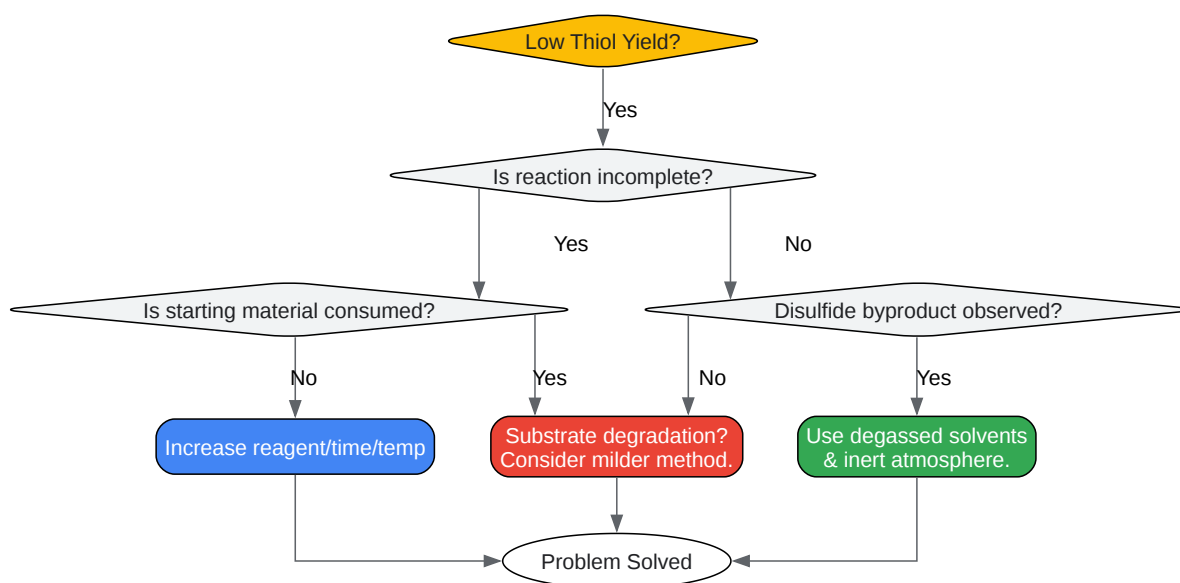 Low Thiol Yield?
Yes
Is reaction incomplete?
Yes
No
Is starting material consumed?
Disulfide byproduct observed?
No
Yes
No
Yes
Increase reagent/time/temp
Substrate degradation?
Consider milder method.
Use degassed solvents
& inert atmosphere.
Problem Solved